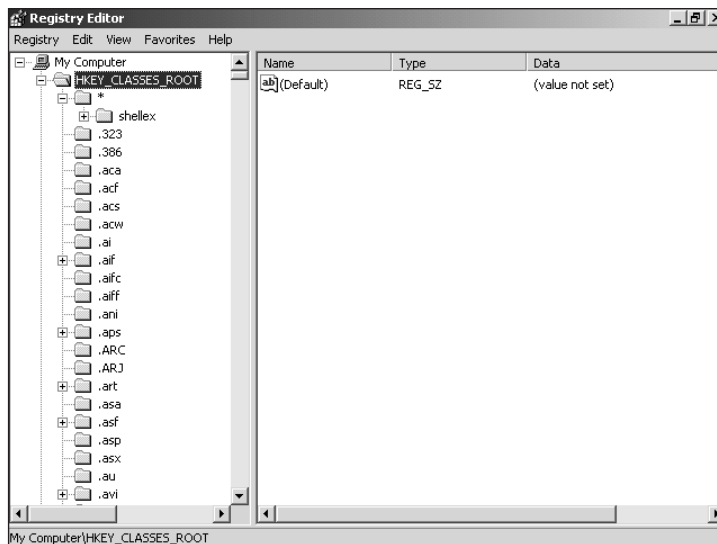 Registry Editor
Registry Edit View Favorites Help
My Computer
HKEY_CLASSES_ROOT
*
shellex
.323
.386
.aca
.acf
.acs
.acw
.ai
.aif
.aifc
.aiff
.ani
.aps
.ARC
.ARJ
.art
.asa
.asf
.asp
.asx
.au
.avi
Name Type Data
ab (Default) REG_SZ (value not set)
My Computer\HKEY_CLASSES_ROOT